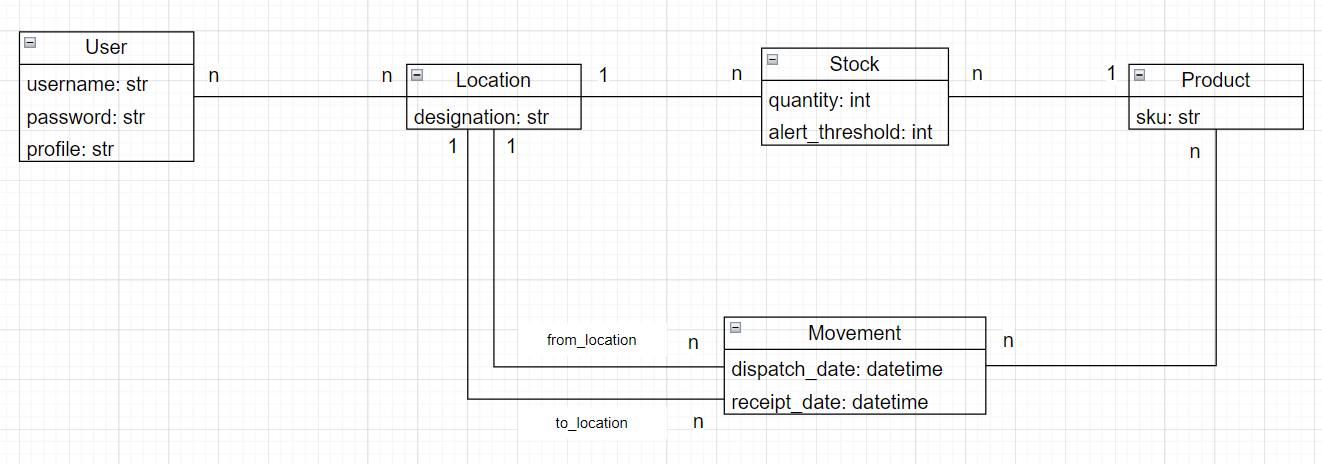 User
username: str
password: str
profile: str
n
n
Location
designation: str
1
n
Stock
quantity: int
alert_threshold: int
n
1
Product
sku: str
1
1
n
from_location
n
Movement
dispatch_date: datetime
receipt_date: datetime
n
to_location
n